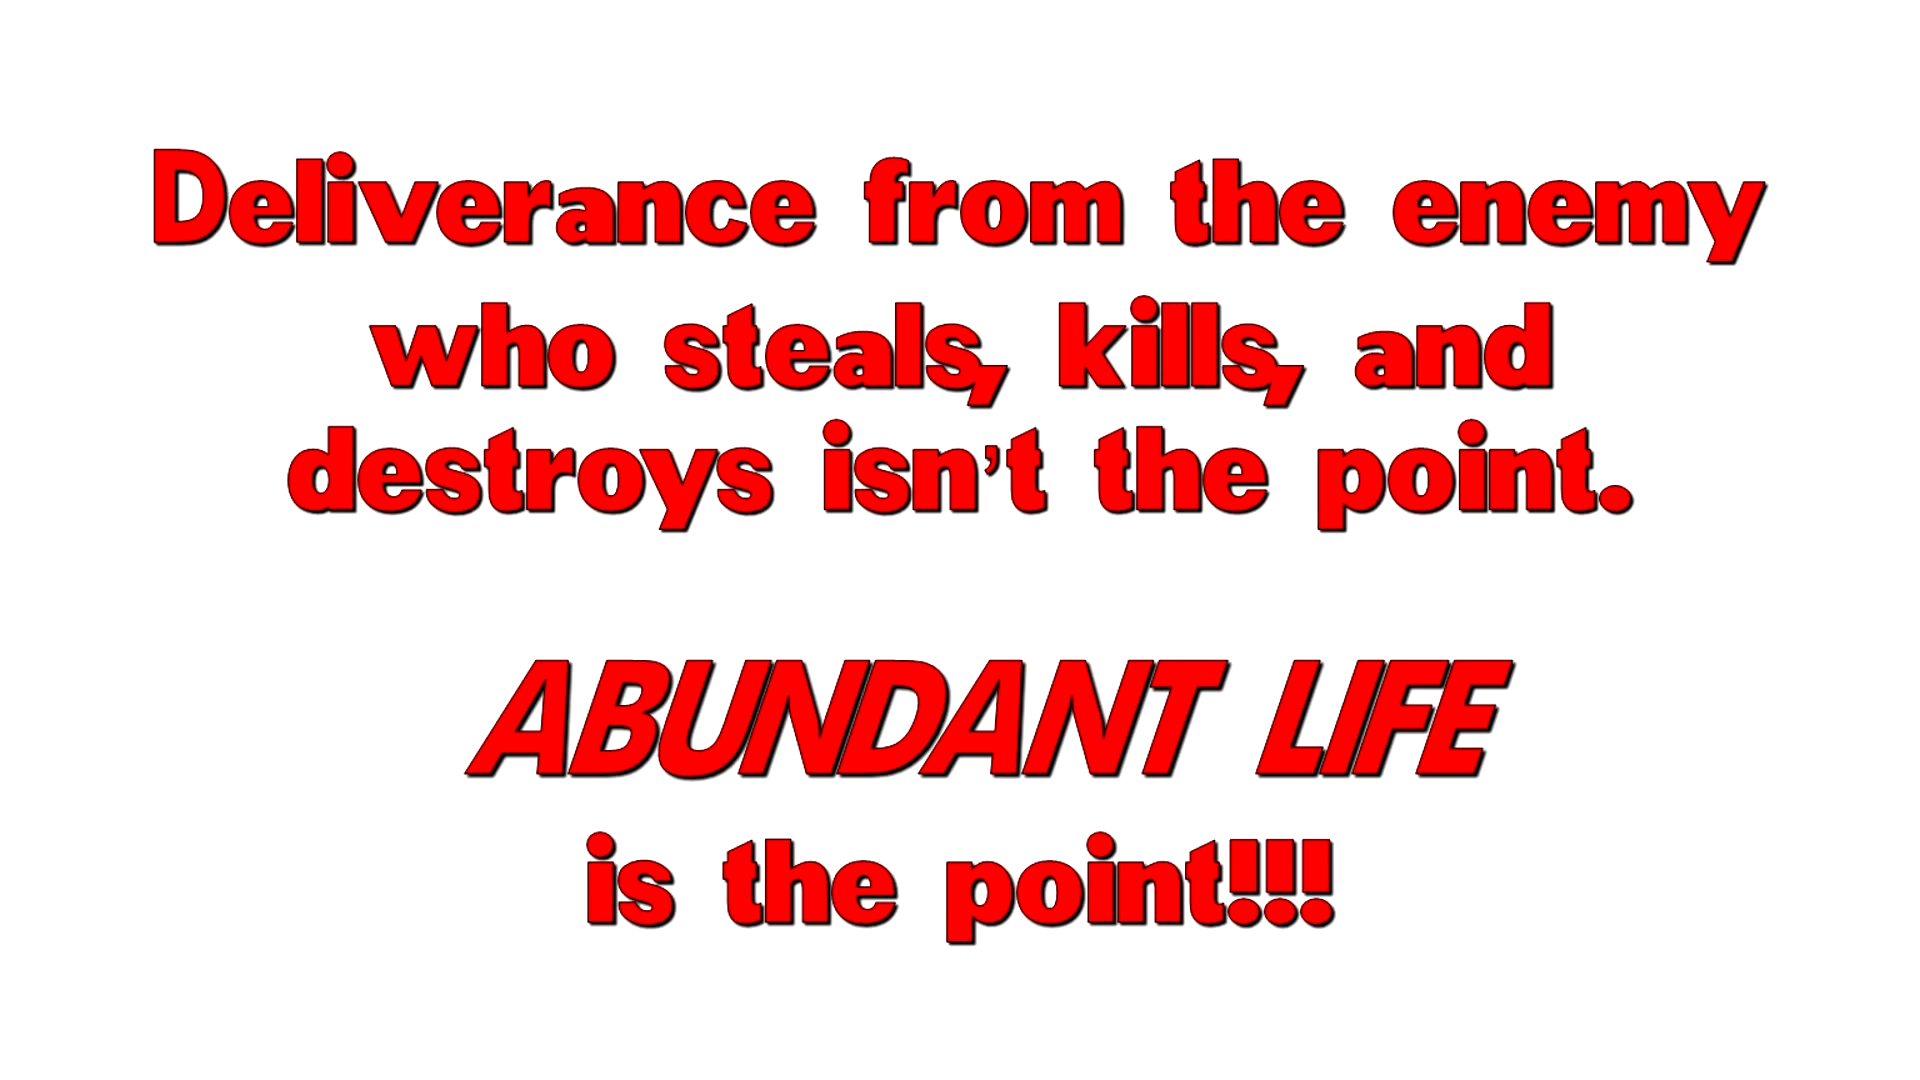 Deliverance from the enemy
who steals, kills, and
destroys isn't the point.
ABUNDANT LIFE
is the point!!!